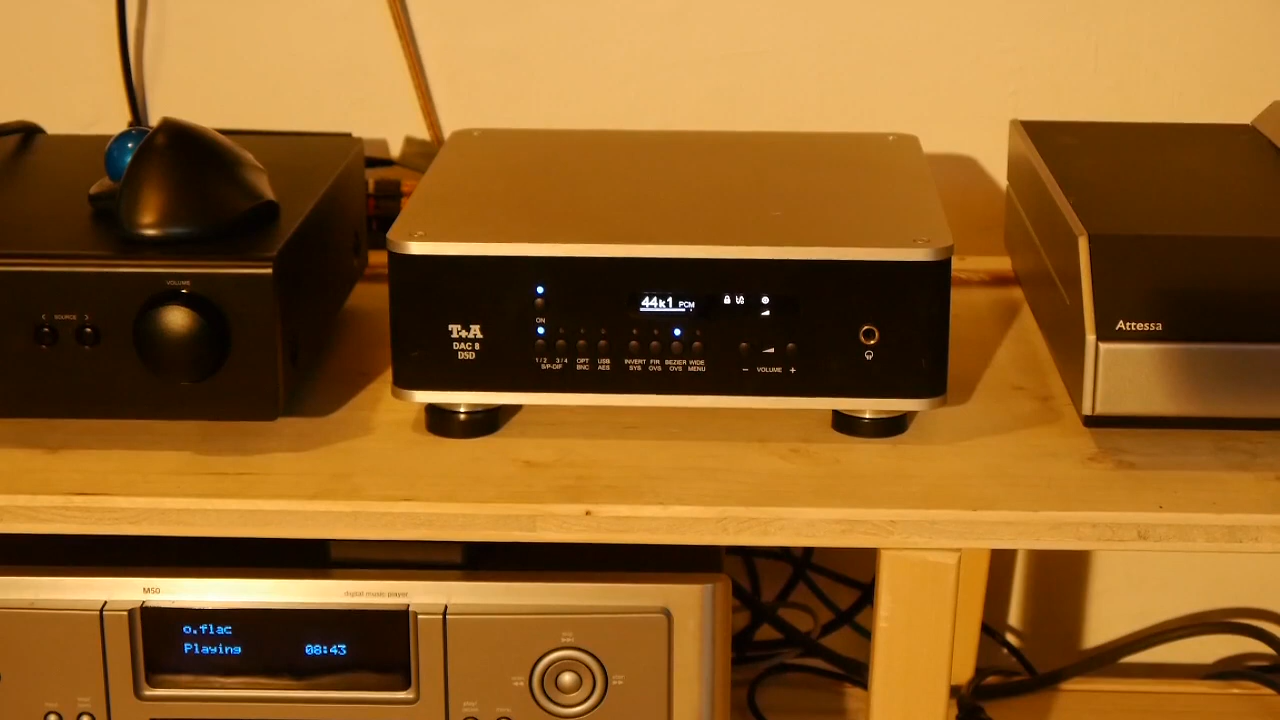 VOLUME
< SOURCE >
T+A
DAC 8
DSD
ON
44k1 PCM
1/2 3/4 OPT USB INVERT FIR BEZIER WIDE
S/P-DIF BNC AES SYS OVS OVS MENU
− VOLUME +
Attessa
M50 digital music player
o.flac
Playing 08:43